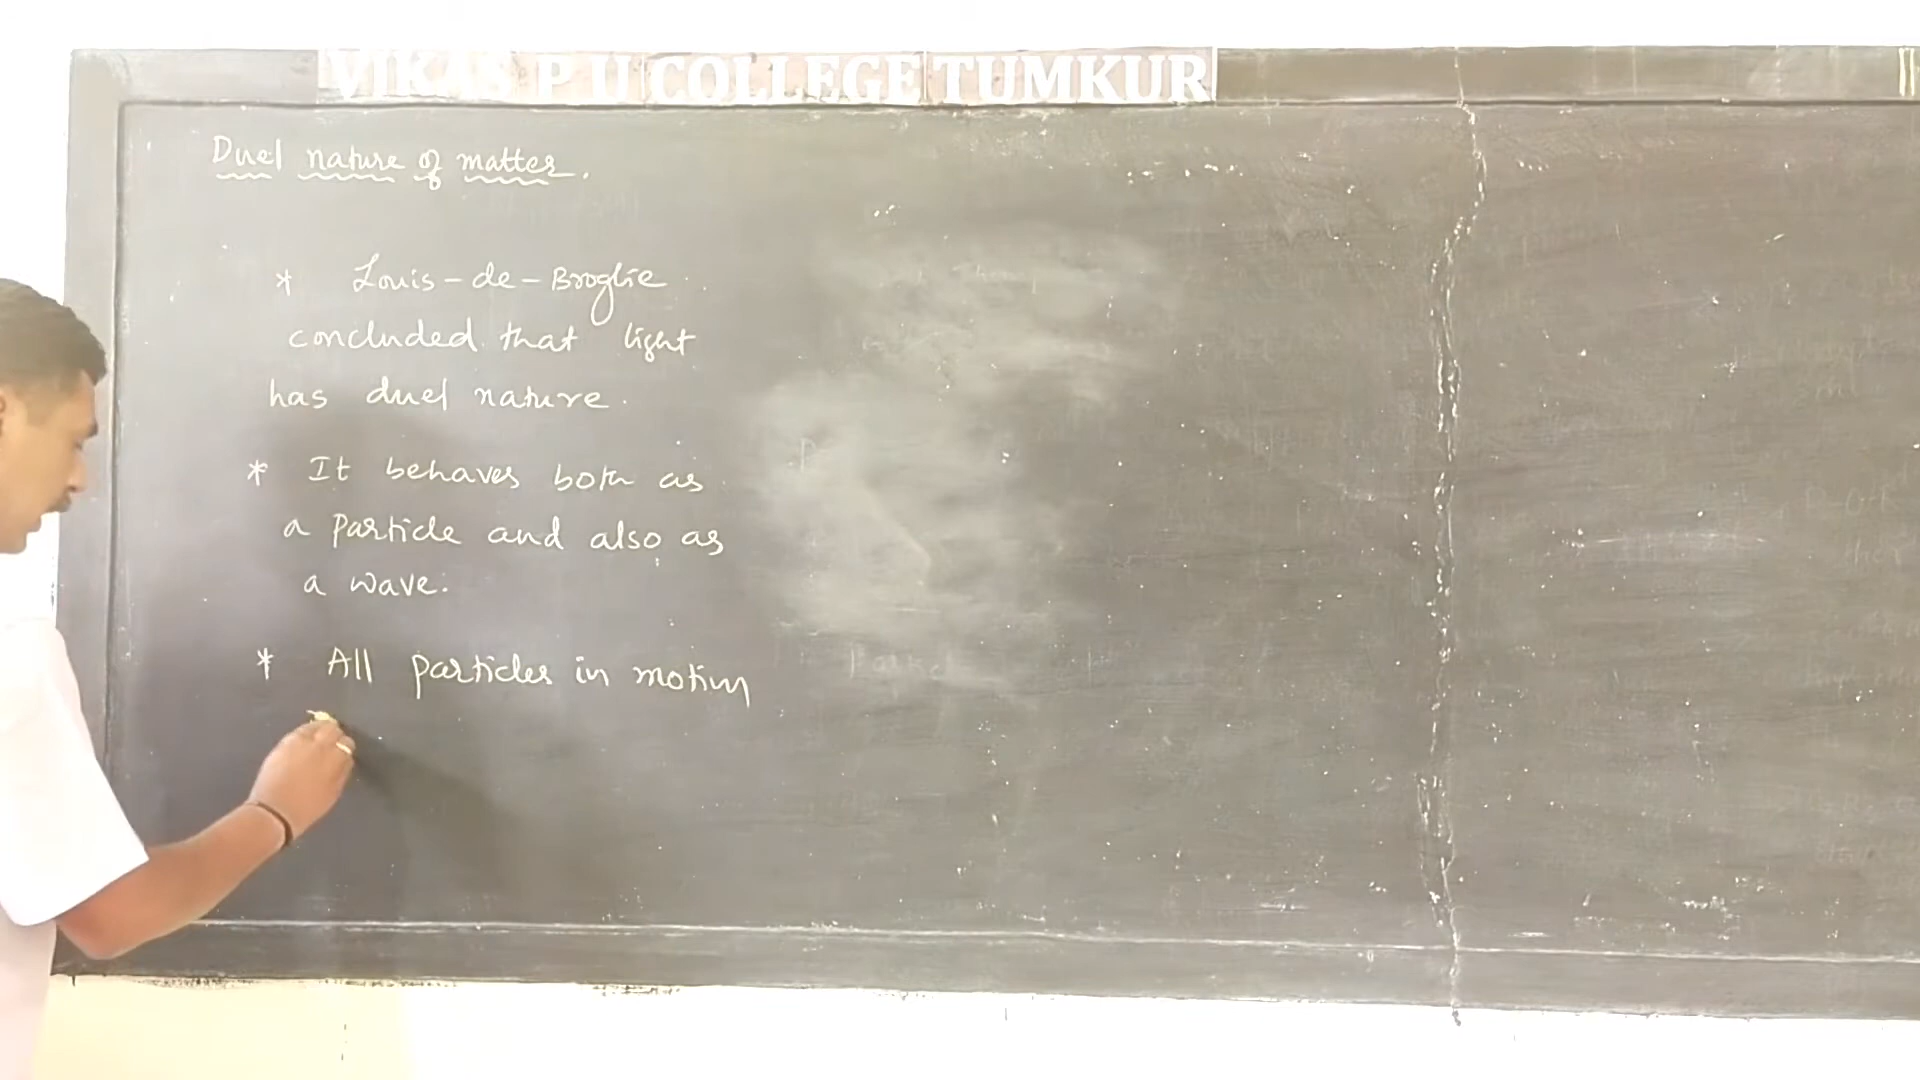 VIKAS P U COLLEGE TUMKUR
Duel nature of matter.
* Louis-de-Broglie
concluded that light
has duel nature.
* It behaves both as
a particle and also as
a wave.
* All particles in motion